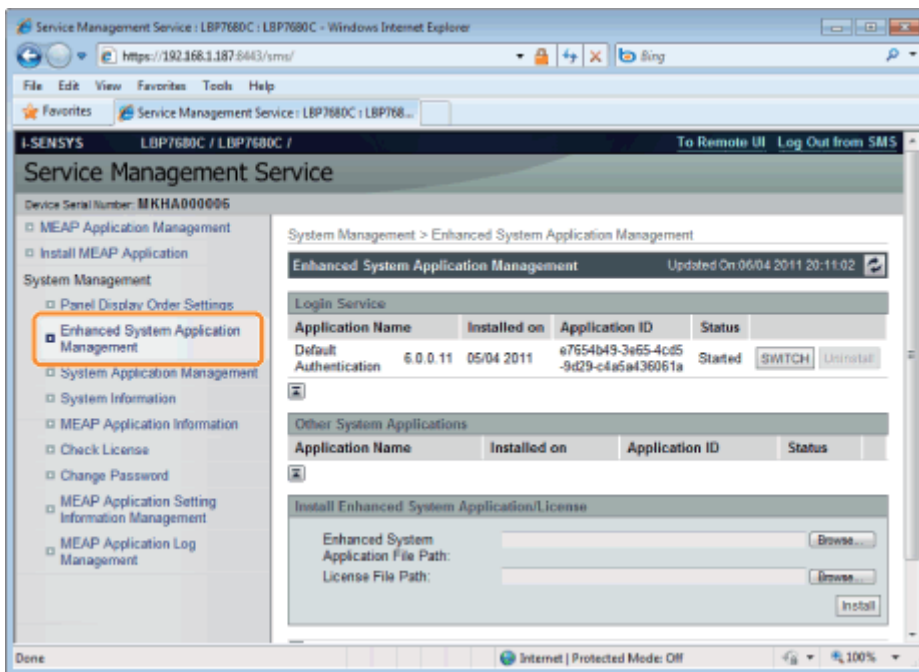 Service Management Service : LBP7680C : LBP7680C - Windows Internet Explorer
https://192.168.1.187:8443/sms/
Bing
File Edit View Favorites Tools Help
Favorites
Service Management Service : LBP7680C : LBP768...
i-SENSYS LBP7680C / LBP7680C /
To Remote UI Log Out from SMS
Service Management Service
Device Serial Number: MKHA000006
MEAP Application Management
Install MEAP Application
System Management
Panel Display Order Settings
Enhanced System Application
Management
System Application Management
System Information
MEAP Application Information
Check License
Change Password
MEAP Application Setting
Information Management
MEAP Application Log
Management
System Management > Enhanced System Application Management
Enhanced System Application Management Updated On:06/04 2011 20:11:02
Login Service
Application Name Installed on Application ID Status
Default
Authentication 6.0.0.11 05/04 2011 e7654b49-3e65-4cd5
-9d29-c4a5a436061a Started SWITCH Uninstall
Other System Applications
Application Name Installed on Application ID Status
Install Enhanced System Application/License
Enhanced System
Application File Path: Browse...
License File Path: Browse...
Install
Done
Internet | Protected Mode: Off
100%